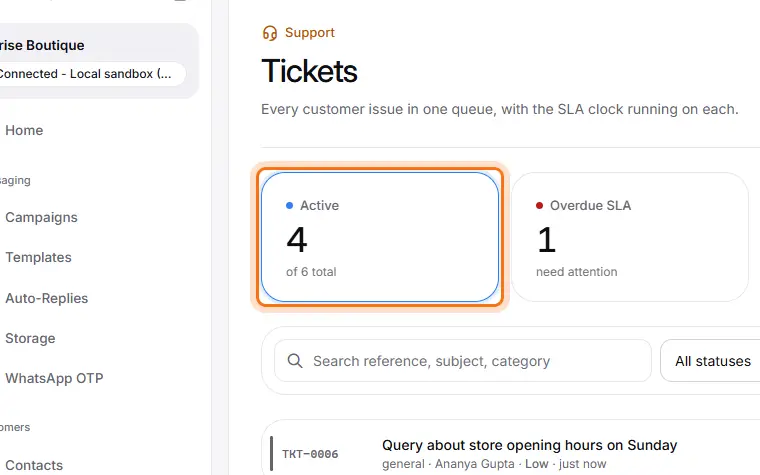 rise Boutique
Connected - Local sandbox (...
Home
saging
Campaigns
Templates
Auto-Replies
Storage
WhatsApp OTP
omers
Contacts
Support
Tickets
Every customer issue in one queue, with the SLA clock running on each.
Active
4
of 6 total
Overdue SLA
1
need attention
Search reference, subject, category
All statuses
TKT-0006
Query about store opening hours on Sunday
general · Ananya Gupta · Low · just now